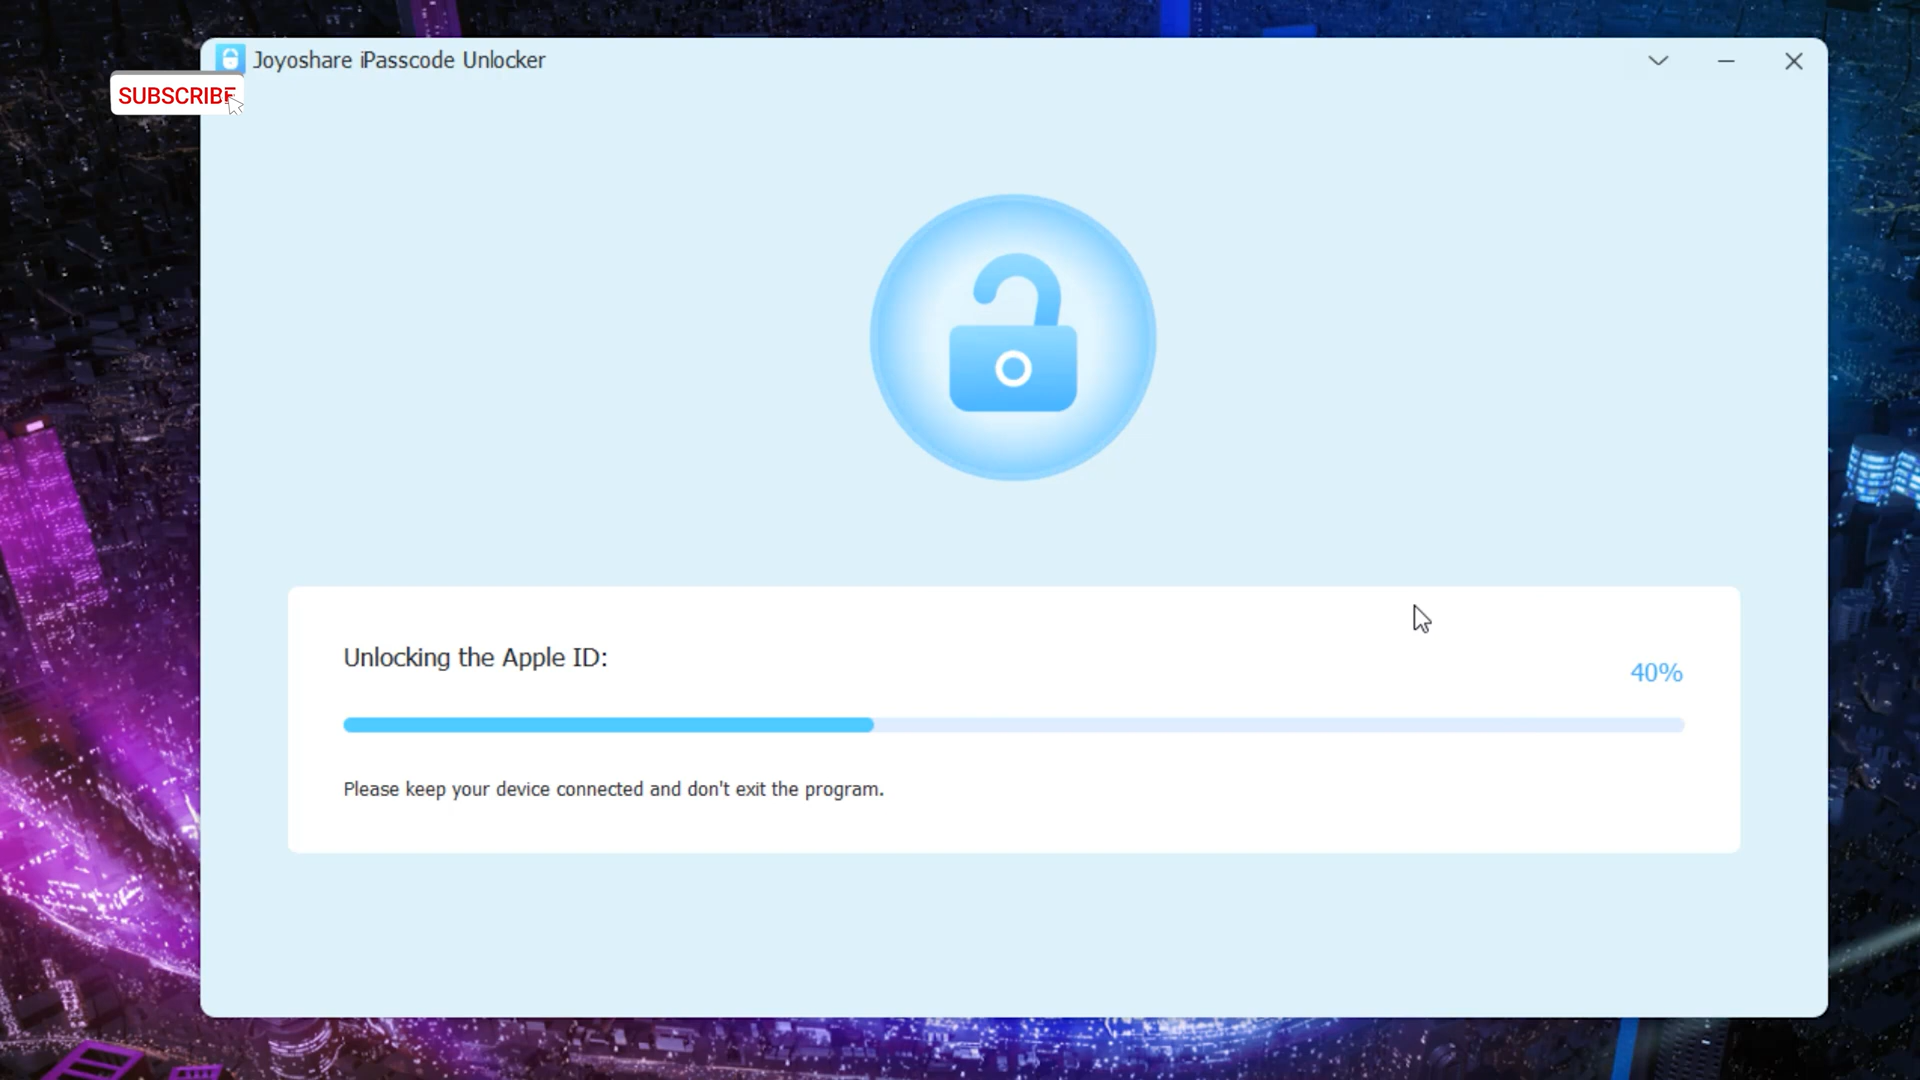 Joyoshare iPasscode Unlocker
SUBSCRIBE
Unlocking the Apple ID:
40%
Please keep your device connected and don't exit the program.